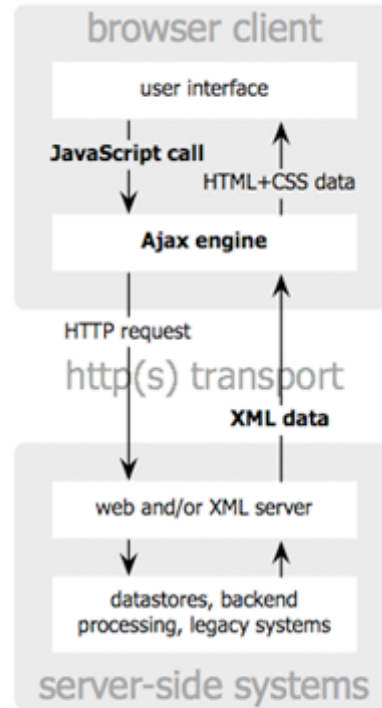 browser client
user interface
JavaScript call
HTML+CSS data
Ajax engine
HTTP request
http(s) transport
XML data
web and/or XML server
datastores, backend
processing, legacy systems
server-side systems